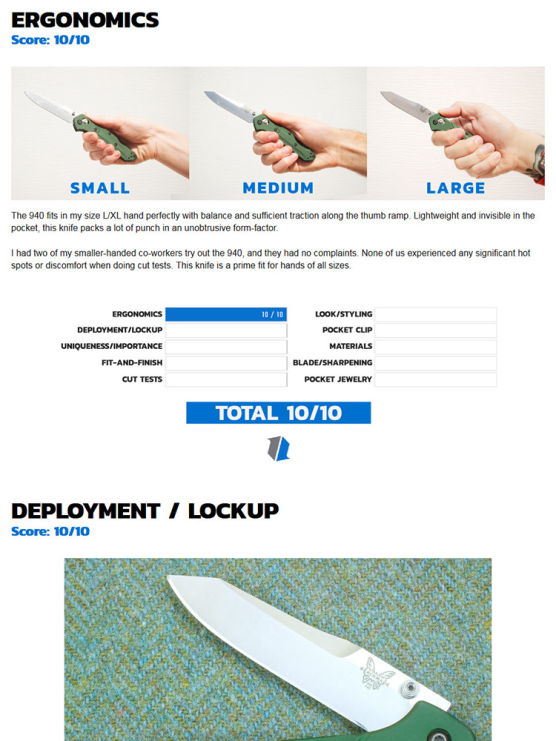 ERGONOMICS
Score: 10/10
SMALL
MEDIUM
LARGE
The 940 fits in my size L/XL hand perfectly with balance and sufficient traction along the thumb ramp. Lightweight and invisible in the
pocket, this knife packs a lot of punch in an unobtrusive form-factor.
I had two of my smaller-handed co-workers try out the 940, and they had no complaints. None of us experienced any significant hot
spots or discomfort when doing cut tests. This knife is a prime fit for hands of all sizes.
ERGONOMICS 10 / 10 LOOK/STYLING
DEPLOYMENT/LOCKUP POCKET CLIP
UNIQUENESS/IMPORTANCE MATERIALS
FIT-AND-FINISH BLADE/SHARPENING
CUT TESTS POCKET JEWELRY
TOTAL 10/10
DEPLOYMENT / LOCKUP
Score: 10/10